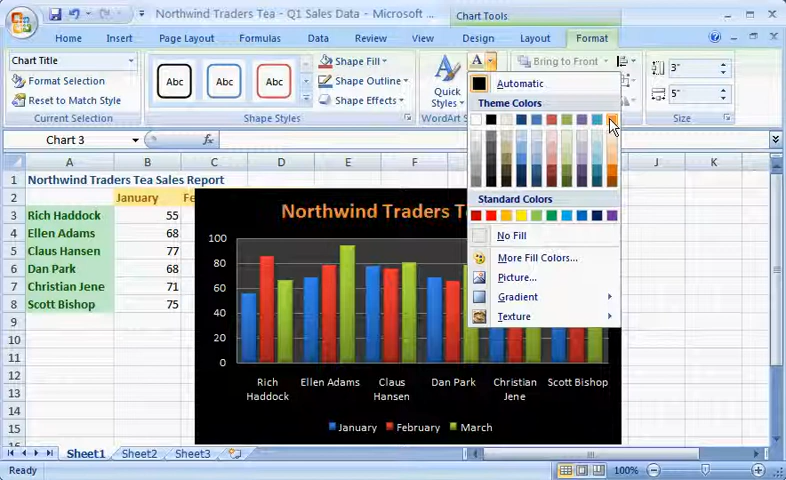 Northwind Traders Tea - Q1 Sales Data - Microsoft ...
Chart Tools
Home
Insert
Page Layout
Formulas
Data
Review
View
Design
Layout
Format
Chart Title
Format Selection
Reset to Match Style
Current Selection
Abc
Abc
Abc
Shape Fill
Shape Outline
Shape Effects
Shape Styles
Quick
Styles
WordArt
A
Bring to Front
3"
5"
Size
Automatic
Theme Colors
Standard Colors
No Fill
More Fill Colors...
Picture...
Gradient
Texture
Chart 3
fx
A B C D E F J K
1 Northwind Traders Tea Sales Report
2 January Fe
3 Rich Haddock 55
4 Ellen Adams 68
5 Claus Hansen 77
6 Dan Park 68
7 Christian Jene 71
8 Scott Bishop 75
9
10
11
12
13
14
15
Northwind Traders T
100
80
60
40
20
0
Rich Haddock
Ellen Adams
Claus Hansen
Dan Park
Christian Jene
Scott Bishop
January February March
Sheet1 Sheet2 Sheet3
Ready
100%